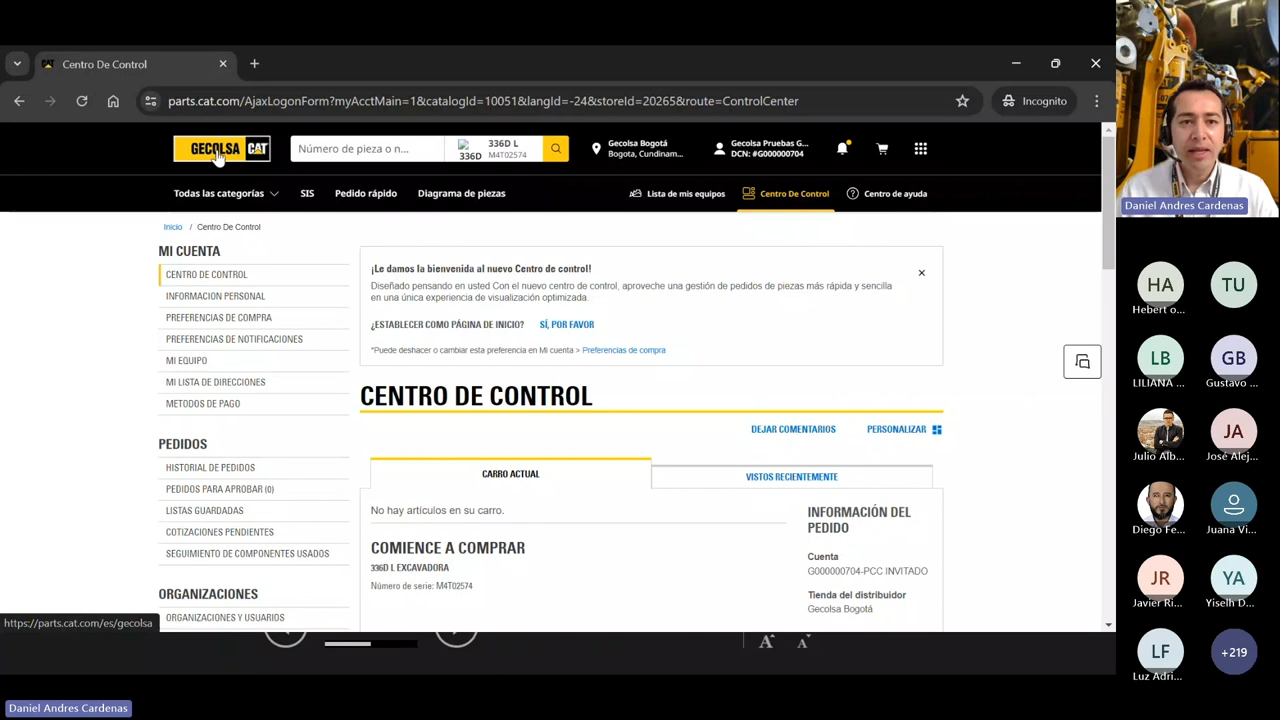 Centro De Control
parts.cat.com/AjaxLogonForm?myAcctMain=1&catalogId=10051&langId=-24&storeId=20265&route=ControlCenter
Incognito
GECOLSA CAT
Número de pieza o n...
336D
336D L
M4T02574
Gecolsa Bogotá
Bogota, Cundinam...
Gecolsa Pruebas G...
DCN: #G000000704
Todas las categorías
SIS
Pedido rápido
Diagrama de piezas
Lista de mis equipos
Centro De Control
Centro de ayuda
Inicio / Centro De Control
MI CUENTA
CENTRO DE CONTROL
INFORMACION PERSONAL
PREFERENCIAS DE COMPRA
PREFERENCIAS DE NOTIFICACIONES
MI EQUIPO
MI LISTA DE DIRECCIONES
METODOS DE PAGO
PEDIDOS
HISTORIAL DE PEDIDOS
PEDIDOS PARA APROBAR (0)
LISTAS GUARDADAS
COTIZACIONES PENDIENTES
SEGUIMIENTO DE COMPONENTES USADOS
ORGANIZACIONES
ORGANIZACIONES Y USUARIOS
¡Le damos la bienvenida al nuevo Centro de control!
Diseñado pensando en usted Con el nuevo centro de control, aproveche una gestión de pedidos de piezas más rápida y sencilla
en una única experiencia de visualización optimizada.
¿ESTABLECER COMO PÁGINA DE INICIO? SÍ, POR FAVOR
*Puede deshacer o cambiar esta preferencia en Mi cuenta > Preferencias de compra
CENTRO DE CONTROL
DEJAR COMENTARIOS
PERSONALIZAR
CARRO ACTUAL
VISTOS RECIENTEMENTE
No hay artículos en su carro.
COMIENCE A COMPRAR
336D L EXCAVADORA
Número de serie: M4T02574
INFORMACIÓN DEL
PEDIDO
Cuenta
G000000704-PCC INVITADO
Tienda del distribuidor
Gecolsa Bogotá
https://parts.cat.com/es/gecolsa
A A
Daniel Andres Cardenas
Daniel Andres Cardenas
HA
TU
Hebert o...
LB
GB
LILIANA ...
Gustavo ...
JA
Julio Alb...
José Alej...
Diego Fe...
Juana Vi...
JR
YA
Javier Ri...
Yiselh D...
LF
+219
Luz Adri...